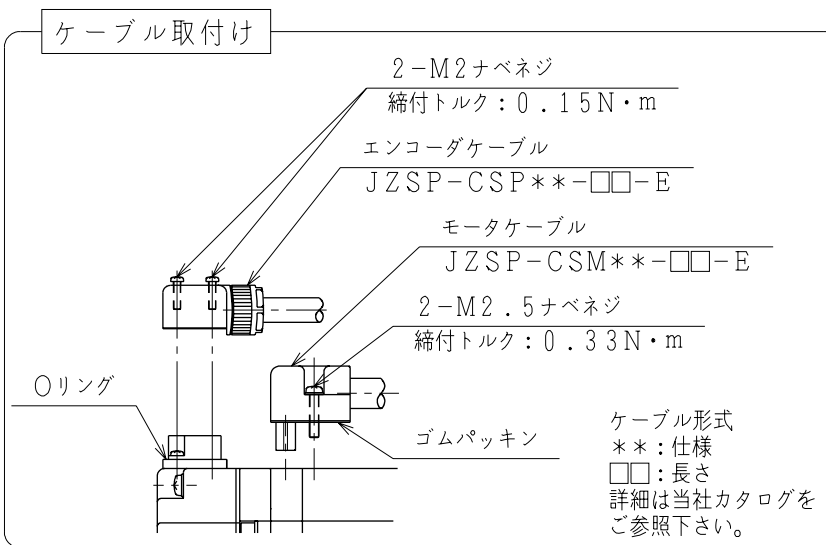 ケーブル取付け
2-M2ナベネジ
締付トルク：0.15N・m
エンコーダケーブル
JZSP-CSP**-□□-E
モータケーブル
JZSP-CSM**-□□-E
2-M2.5ナベネジ
締付トルク：0.33N・m
Oリング
ゴムパッキン
ケーブル形式
**：仕様
□□：長さ
詳細は当社カタログを
ご参照下さい。